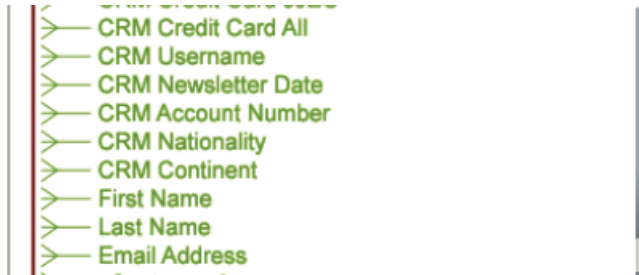 CRM Credit Card All
CRM Username
CRM Newsletter Date
CRM Account Number
CRM Nationality
CRM Continent
First Name
Last Name
Email Address